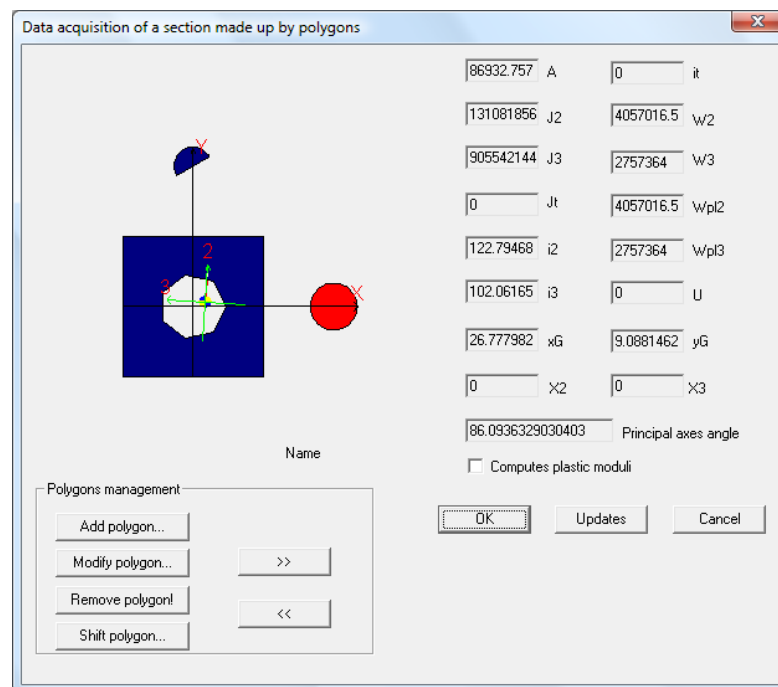 Data acquisition of a section made up by polygons
x
Y
2
3
X
86932.757 A 0 it
131081856 J2 4057016.5 W2
905542144 J3 2757364 W3
0 Jt 4057016.5 Wpl2
122.79468 i2 2757364 Wpl3
102.06165 i3 0 U
26.777982 xG 9.0881462 yG
0 X2 0 X3
86.0936329030403 Principal axes angle
Computes plastic moduli
Name
OK Updates Cancel
Polygons management
Add polygon...
Modify polygon... >>
Remove polygon!
<<
Shift polygon...